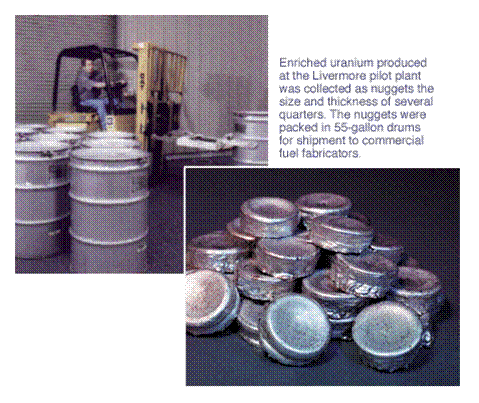 Enriched uranium produced
at the Livermore pilot plant
was collected as nuggets the
size and thickness of several
quarters. The nuggets were
packed in 55-gallon drums
for shipment to commercial
fuel fabricators.